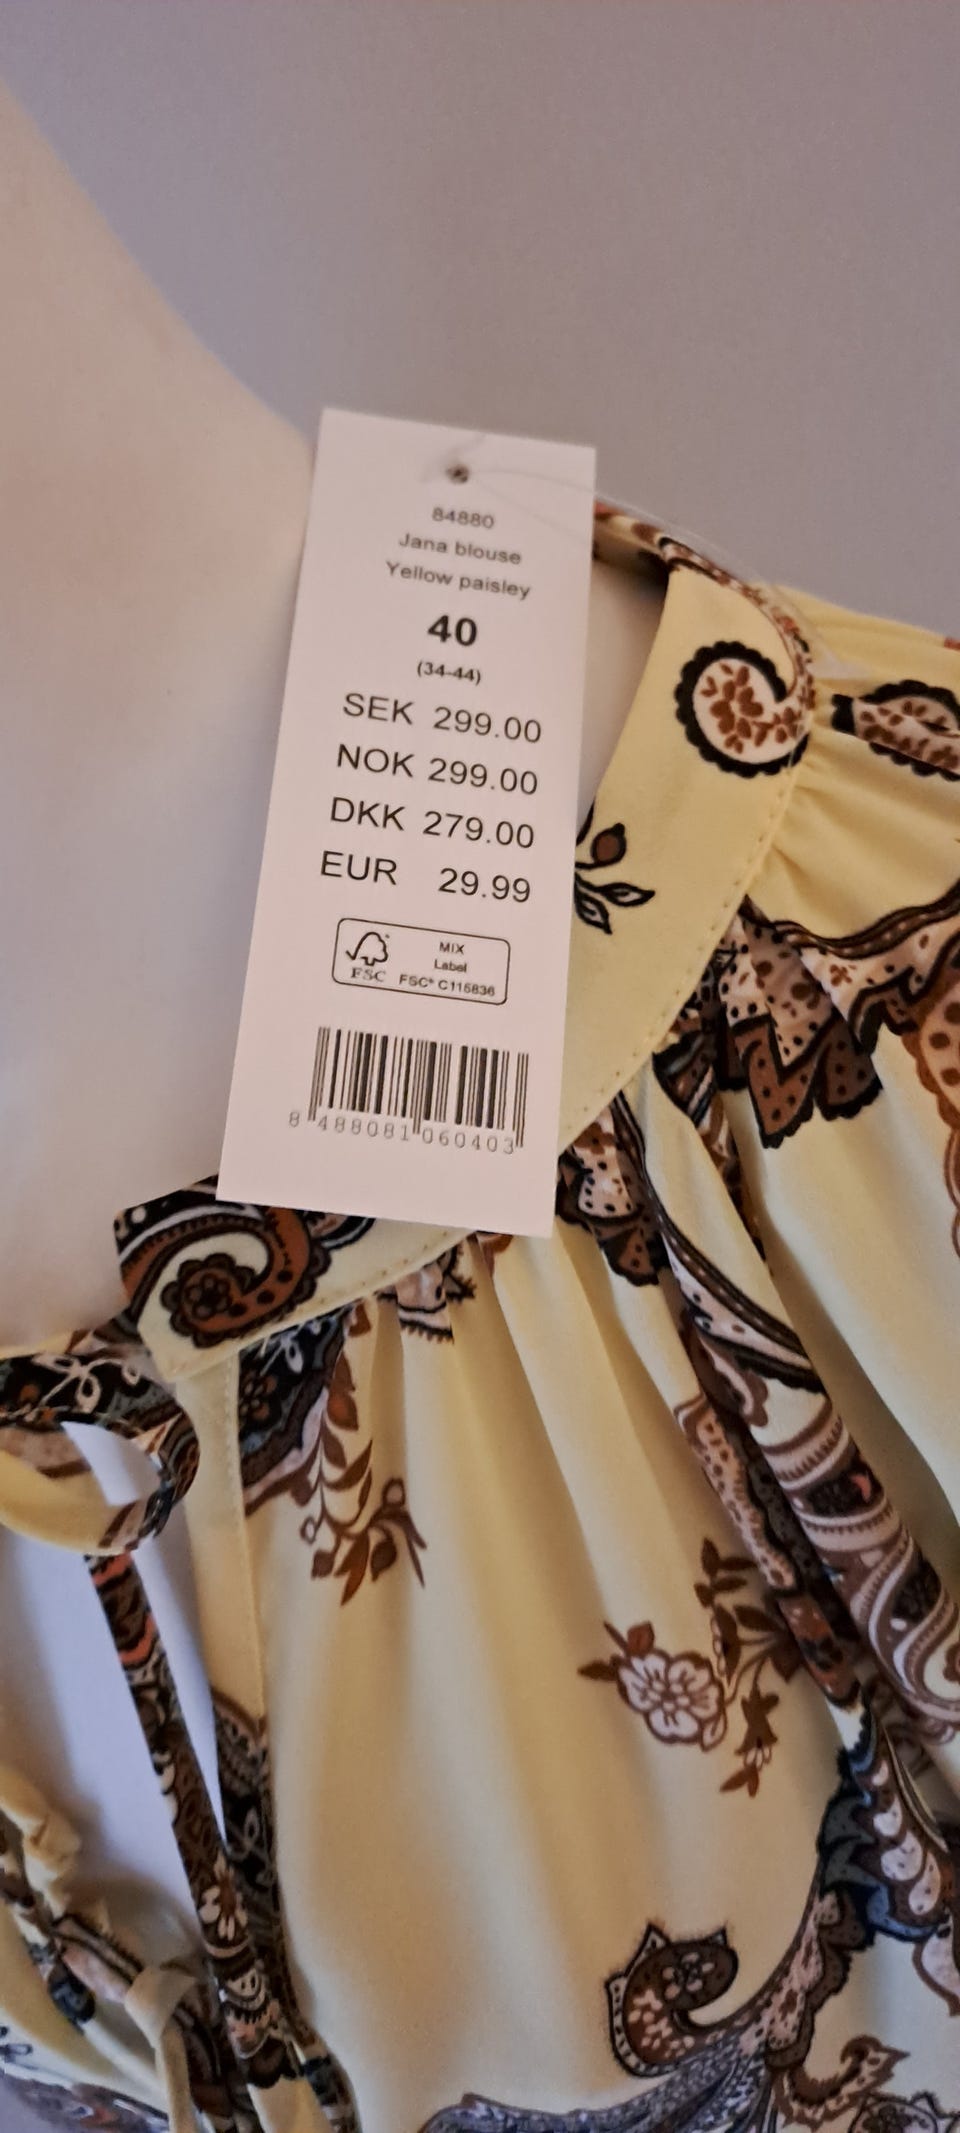 84880
Jana blouse
Yellow paisley
40
(34-44)
SEK 299.00
NOK 299.00
DKK 279.00
EUR 29.99
MIX
Label
FSC FSC® C115836
8 488081 060403